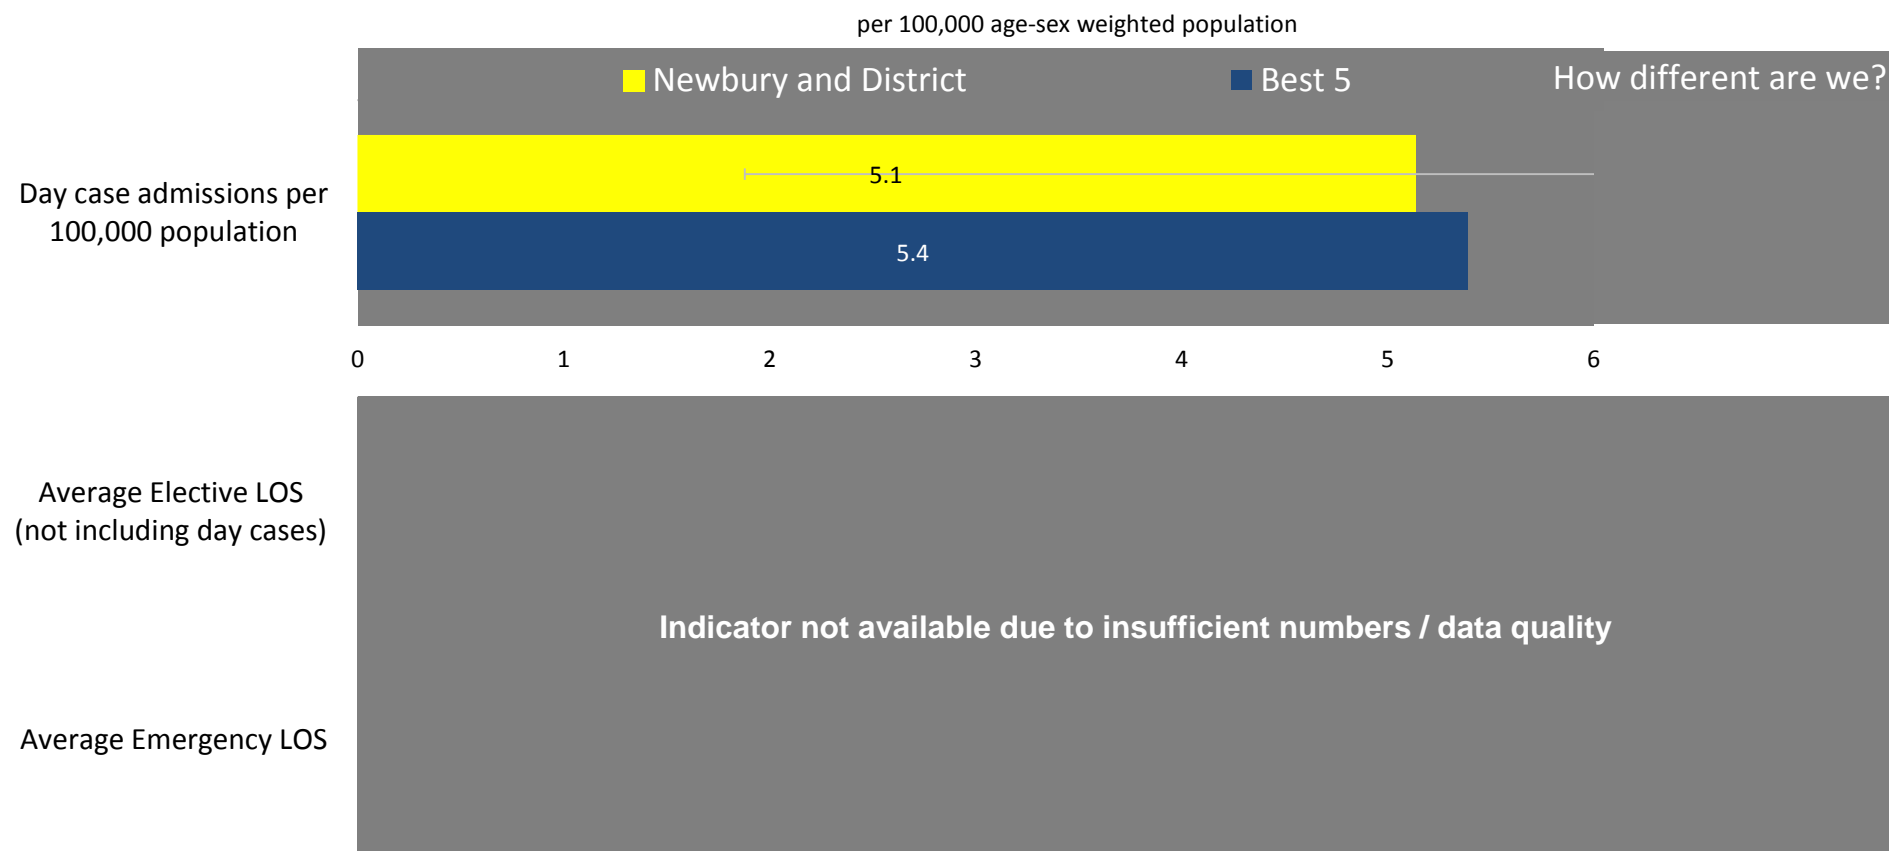 per 100,000 age-sex weighted population
Newbury and District
Best 5
How different are we?
Day case admissions per
100,000 population
5.1
5.4
0 1 2 3 4 5 6
Average Elective LOS
(not including day cases)
Indicator not available due to insufficient numbers / data quality
Average Emergency LOS